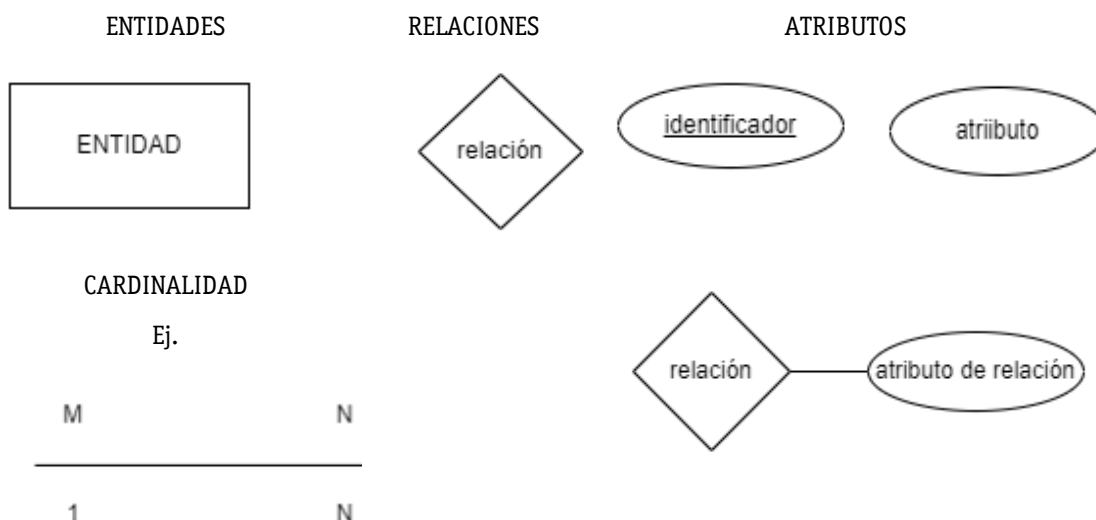 ENTIDADES RELACIONES ATRIBUTOS
ENTIDAD
relación
identificador
atriibuto
CARDINALIDAD
Ej.
relación
atributo de relación
M N
1 N